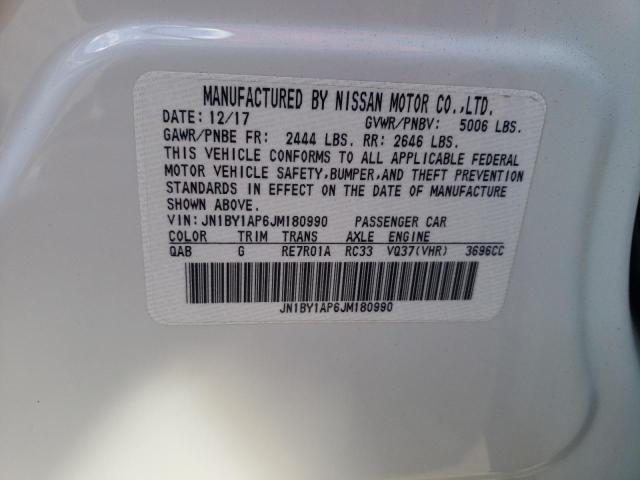 MANUFACTURED BY NISSAN MOTOR CO.,LTD.
DATE: 12/17 GVWR/PNBV: 5006 LBS.
GAWR/PNBE FR: 2444 LBS. RR: 2646 LBS.
THIS VEHICLE CONFORMS TO ALL APPLICABLE FEDERAL
MOTOR VEHICLE SAFETY,BUMPER,AND THEFT PREVENTION
STANDARDS IN EFFECT ON THE DATE OF MANUFACTURE
SHOWN ABOVE.
VIN: JN1BY1AP6JM180990 PASSENGER CAR
COLOR TRIM TRANS AXLE ENGINE
QAB G RE7R01A RC33 VQ37(VHR) 3696CC
JN1BY1AP6JM180990